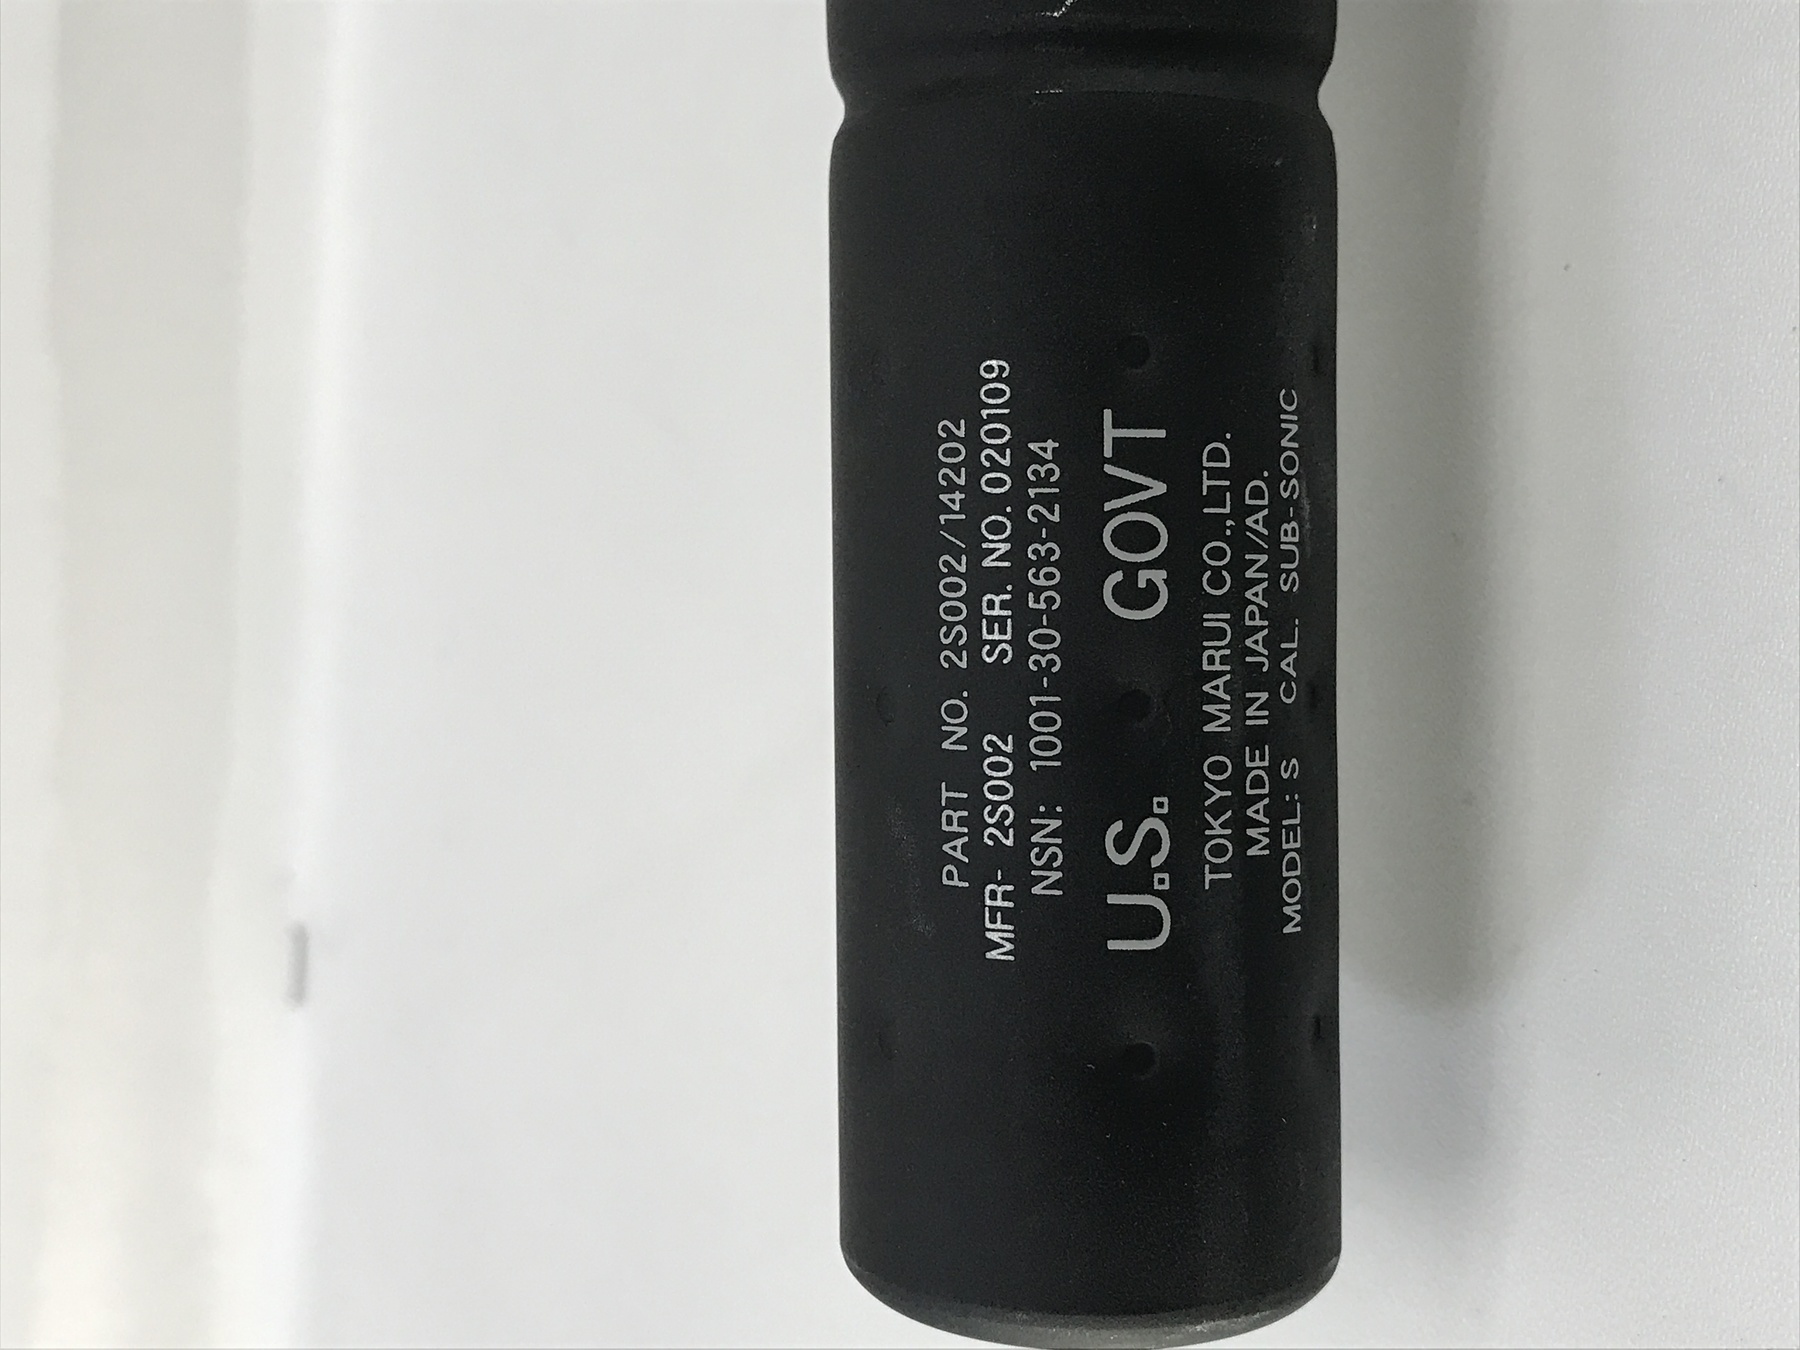 PART NO. 2S002/14202
MFR- 2S002 SER. NO. 020109
NSN: 1001-30-563-2134
U.S. GOVT
TOKYO MARUI CO.,LTD.
MADE IN JAPAN/AD.
MODEL: S CAL. SUB-SONIC